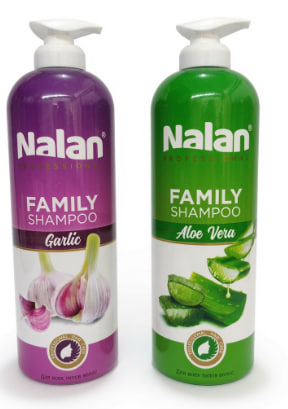 Nalan®
PROFESSIONAL
FAMILY
SHAMPOO
Garlic
Для всех типов волос
Nalan®
PROFESSIONAL
FAMILY
SHAMPOO
Aloe Vera
Для всех типов волос